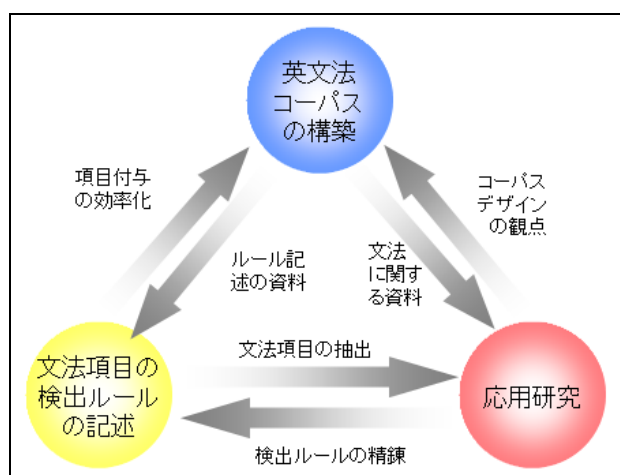 英文法
コーパス
の構築
項目付与
の効率化
コーパス
デザイン
の観点
ルール記
述の資料
文法
に関す
る資料
文法項目の
検出ルール
の記述
文法項目の抽出
応用研究
検出ルールの精錬